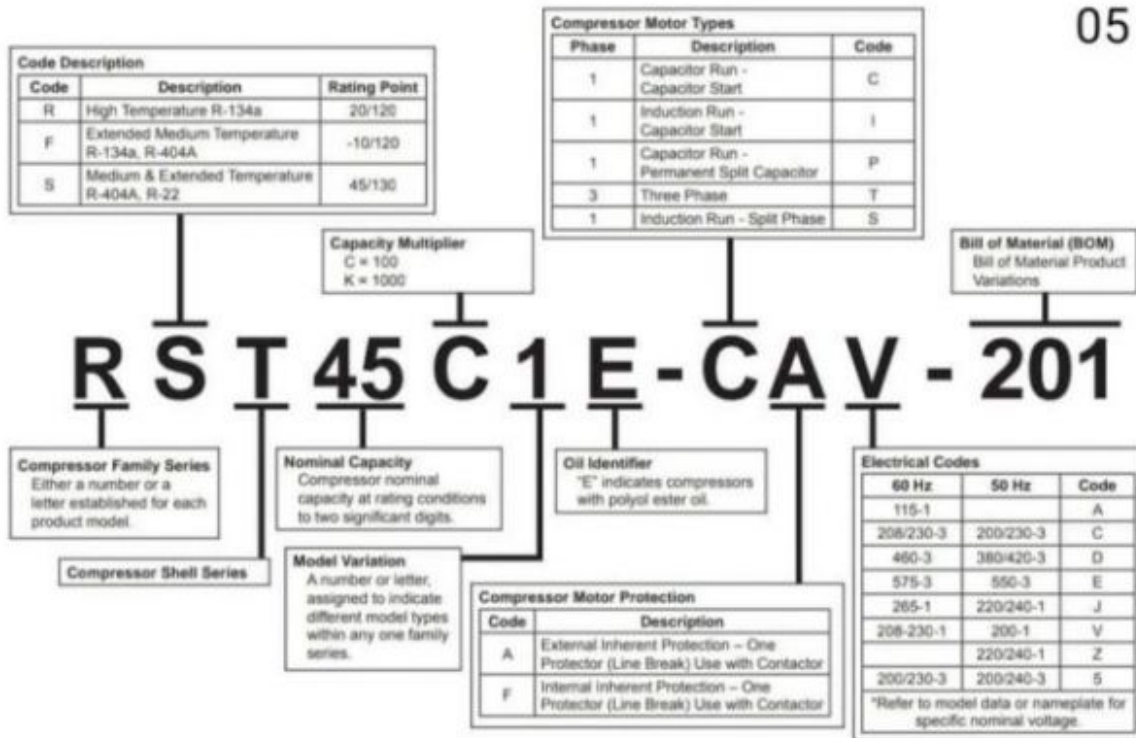 05
Code Description
Code Description Rating Point
R High Temperature R-134a 20/120
F Extended Medium Temperature R-134a, R-404A -10/120
S Medium & Extended Temperature R-404A, R-22 45/130
Compressor Motor Types
Phase Description Code
1 Capacitor Run - Capacitor Start C
1 Induction Run - Capacitor Start I
1 Capacitor Run - Permanent Split Capacitor P
3 Three Phase T
1 Induction Run - Split Phase S
Capacity Multiplier
C = 100
K = 1000
Bill of Material (BOM)
Bill of Material Product
Variations
R S T 45 C 1 E - C A V - 201
Compressor Family Series
Either a number or a
letter established for each
product model.
Compressor Shell Series
Nominal Capacity
Compressor nominal
capacity at rating conditions
to two significant digits.
Model Variation
A number or letter,
assigned to indicate
different model types
within any one family
series.
Oil Identifier
"E" indicates compressors
with polyol ester oil.
Compressor Motor Protection
Code Description
A External Inherent Protection – One Protector (Line Break) Use with Contactor
F Internal Inherent Protection – One Protector (Line Break) Use with Contactor
Electrical Codes
60 Hz 50 Hz Code
115-1 A
208/230-3 200/230-3 C
460-3 380/420-3 D
575-3 550-3 E
265-1 220/240-1 J
208-230-1 200-1 V
220/240-1 Z
200/230-3 200/240-3 5
*Refer to model data or nameplate for
specific nominal voltage.